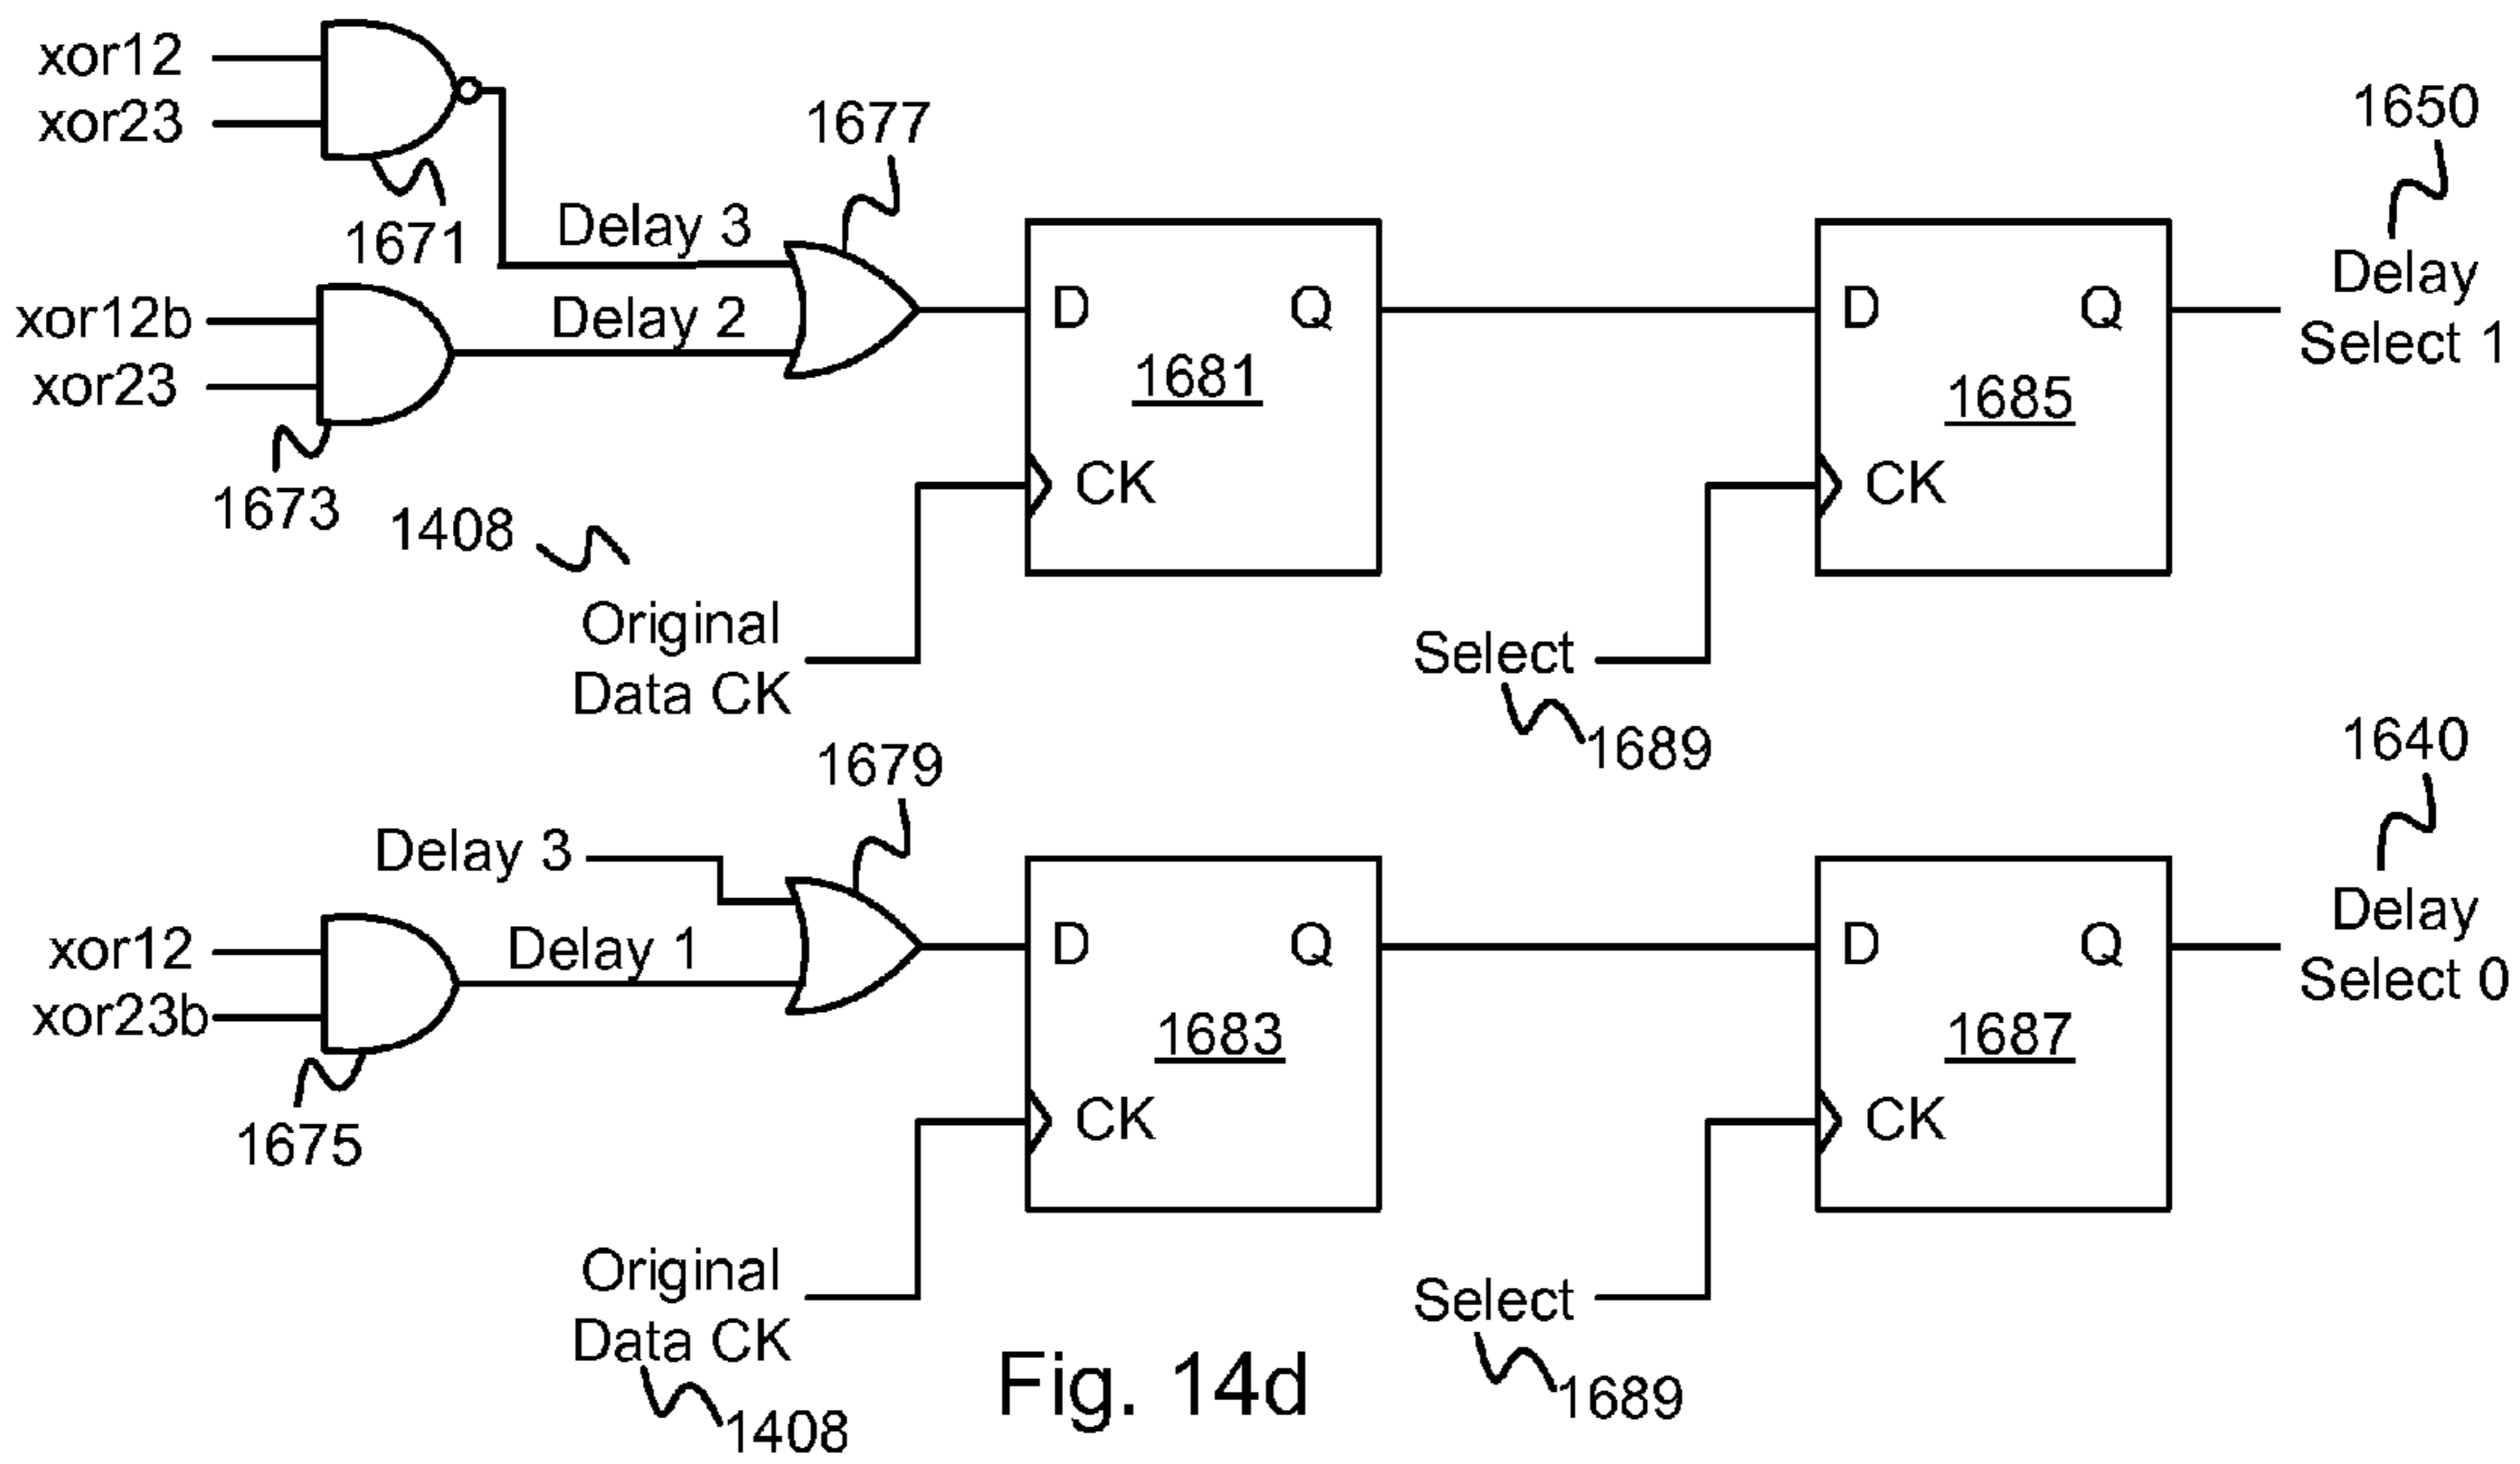 xor12
xor23
1671
xor12b
xor23
1673
Delay 3
Delay 2
1677
D
Q
1681
CK
1408
Original
Data CK
D
Q
1685
CK
Select
1689
1650
Delay
Select 1
Delay 3
xor12
xor23b
1675
Delay 1
1679
D
Q
1683
CK
Original
Data CK
1408
D
Q
1687
CK
Select
1689
1640
Delay
Select 0
Fig. 14d